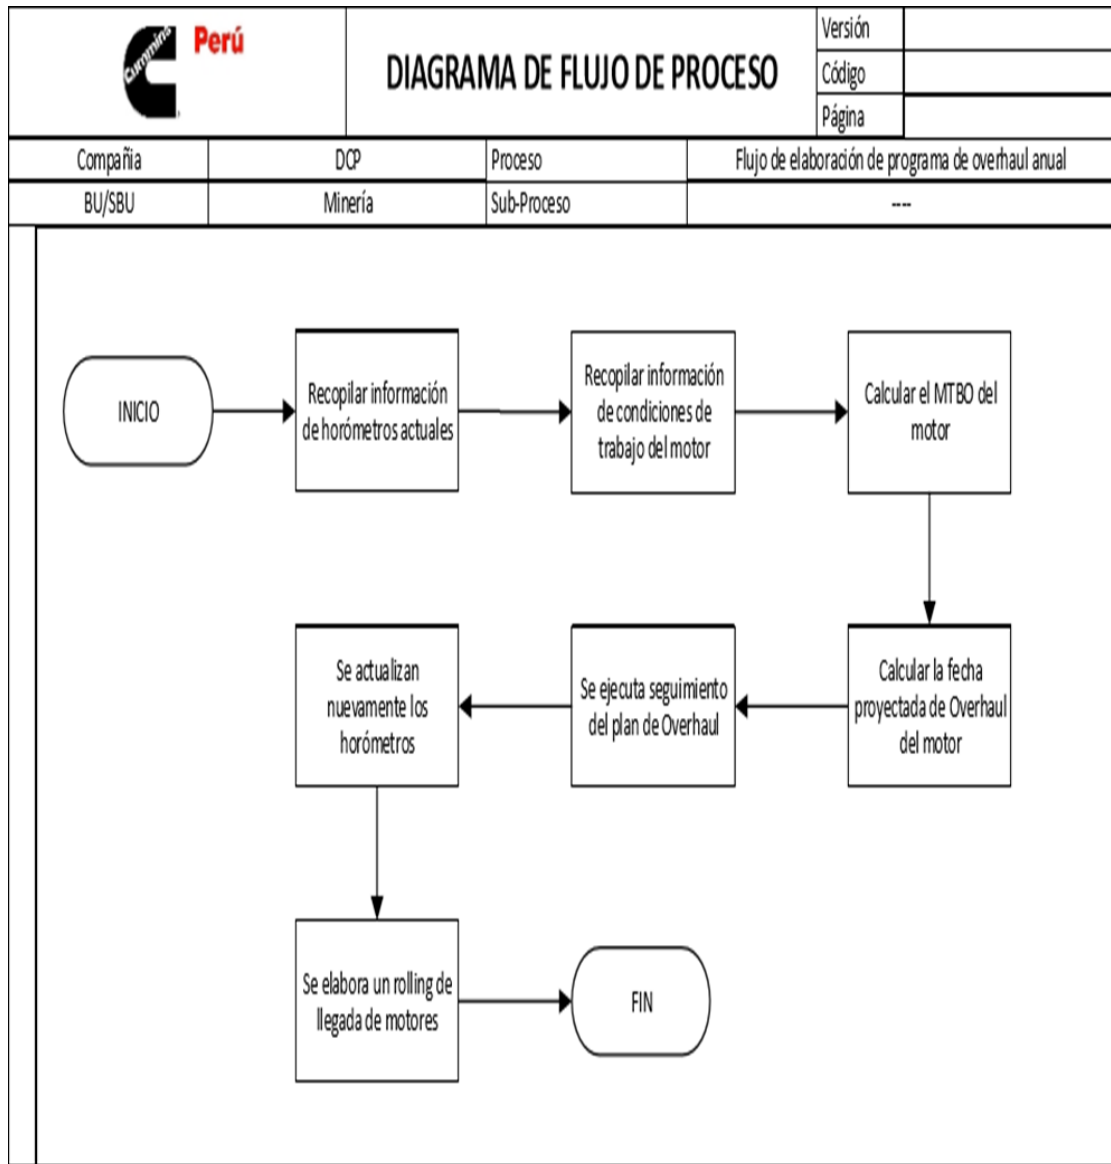 Cummins
Perú
DIAGRAMA DE FLUJO DE PROCESO
Versión
Código
Página
Compañia
DCP
Proceso
Flujo de elaboración de programa de overhaul anual
BU/SBU
Minería
Sub-Proceso
----
INICIO
Recopilar información
de horómetros actuales
Recopilar información
de condiciones de
trabajo del motor
Calcular el MTBO del
motor
Calcular la fecha
proyectada de Overhaul
del motor
Se ejecuta seguimiento
del plan de Overhaul
Se actualizan
nuevamente los
horómetros
Se elabora un rolling de
llegada de motores
FIN